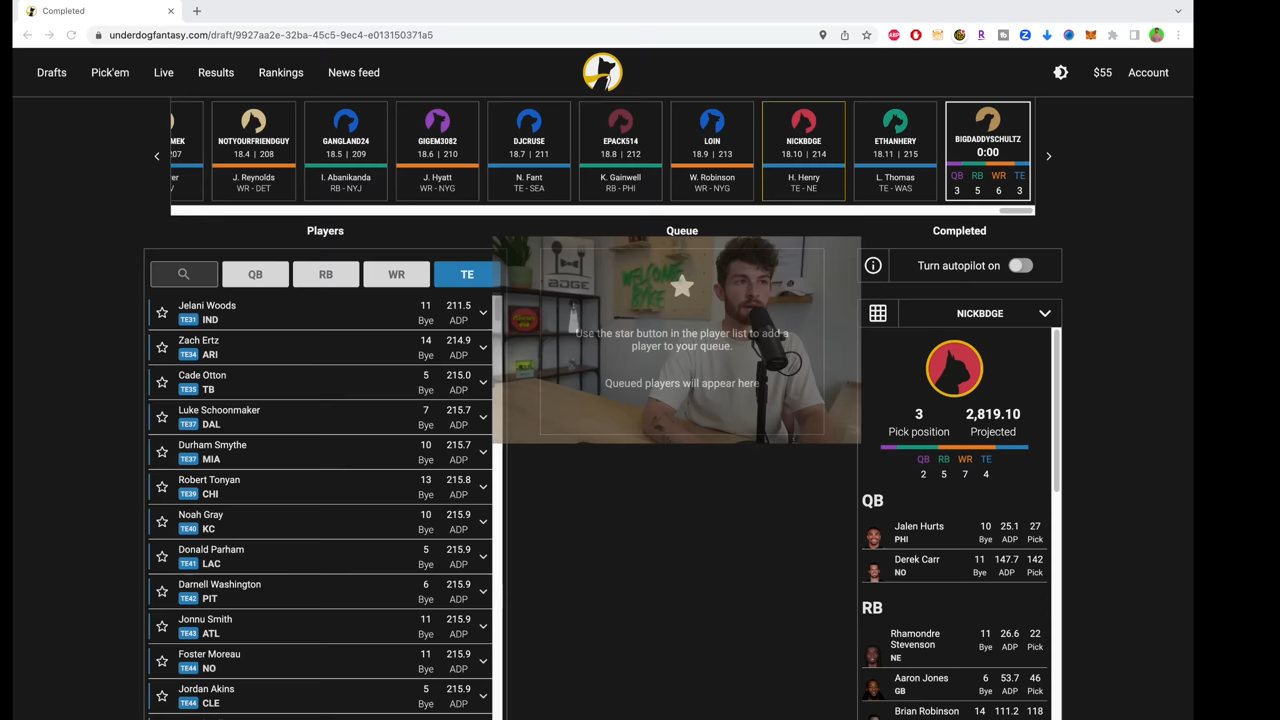 Completed
underdogfantasy.com/draft/9927aa2e-32ba-45c5-9ec4-e013150371a5
Drafts
Pick'em
Live
Results
Rankings
News feed
$55
Account
MEK
207
NOTYOURFRIENDGUY
18.4 | 208
J. Reynolds
WR - DET
GANGLAND24
18.5 | 209
I. Abanikanda
RB - NYJ
GIGEM3082
18.6 | 210
J. Hyatt
WR - NYG
DJCRUSE
18.7 | 211
N. Fant
TE - SEA
EPACK514
18.8 | 212
K. Gainwell
RB - PHI
LOIN
18.9 | 213
W. Robinson
WR - NYG
NICKBDGE
18.10 | 214
H. Henry
TE - NE
ETHANHERY
18.11 | 215
L. Thomas
TE - WAS
BIGDADDYSCHULTZ
0:00
QB RB WR TE
3 5 6 3
Players
QB
RB
WR
TE
Jelani Woods 11 211.5
TE31 IND Bye ADP
Zach Ertz 14 214.9
TE34 ARI Bye ADP
Cade Otton 5 215.0
TE35 TB Bye ADP
Luke Schoonmaker 7 215.7
TE37 DAL Bye ADP
Durham Smythe 10 215.7
TE37 MIA Bye ADP
Robert Tonyan 13 215.8
TE39 CHI Bye ADP
Noah Gray 10 215.9
TE40 KC Bye ADP
Donald Parham 5 215.9
TE41 LAC Bye ADP
Darnell Washington 6 215.9
TE42 PIT Bye ADP
Jonnu Smith 11 215.9
TE43 ATL Bye ADP
Foster Moreau 11 215.9
TE44 NO Bye ADP
Jordan Akins 5 215.9
TE44 CLE Bye ADP
Queue
BDGE
WELCOME
Use the star button in the player list to add a
player to your queue.
Queued players will appear here
Completed
Turn autopilot on
NICKBDGE
3 2,819.10
Pick position Projected
QB RB WR TE
2 5 7 4
QB
Jalen Hurts 10 25.1 27
PHI Bye ADP Pick
Derek Carr 11 147.7 142
NO Bye ADP Pick
RB
Rhamondre 11 26.6 22
Stevenson Bye ADP Pick
NE
Aaron Jones 6 53.7 46
GB Bye ADP Pick
Brian Robinson 14 111.2 118